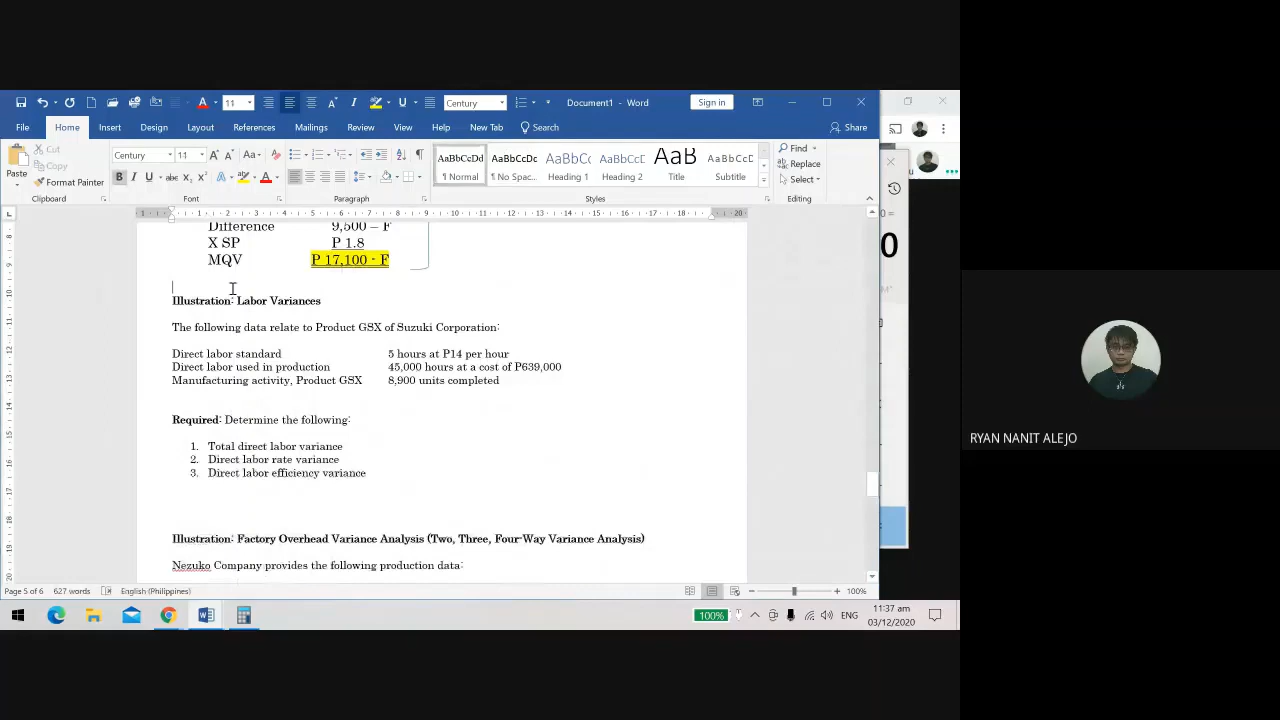 Document1 - Word
Sign in
11
Century
File Home Insert Design Layout References Mailings Review View Help New Tab Search Share
Paste
Cut
Copy
Format Painter
Century 11
AaBbCcDd
¶ Normal
AaBbCcDc
¶ No Spac...
AaBbC
Heading 1
AaBbCcE
Heading 2
AaB
Title
AaBbCcD
Subtitle
Find
Replace
Select
Clipboard Font Paragraph Styles Editing
Difference 9,500 – F
X SP P 1.8
MQV P 17,100 - F
Illustration: Labor Variances
The following data relate to Product GSX of Suzuki Corporation:
Direct labor standard 5 hours at P14 per hour
Direct labor used in production 45,000 hours at a cost of P639,000
Manufacturing activity, Product GSX 8,900 units completed
Required: Determine the following:
1. Total direct labor variance
2. Direct labor rate variance
3. Direct labor efficiency variance
Illustration: Factory Overhead Variance Analysis (Two, Three, Four-Way Variance Analysis)
Nezuko Company provides the following production data:
Page 5 of 6 627 words English (Philippines) 100%
100% ENG 11:37 am
03/12/2020
0
RYAN NANIT ALEJO